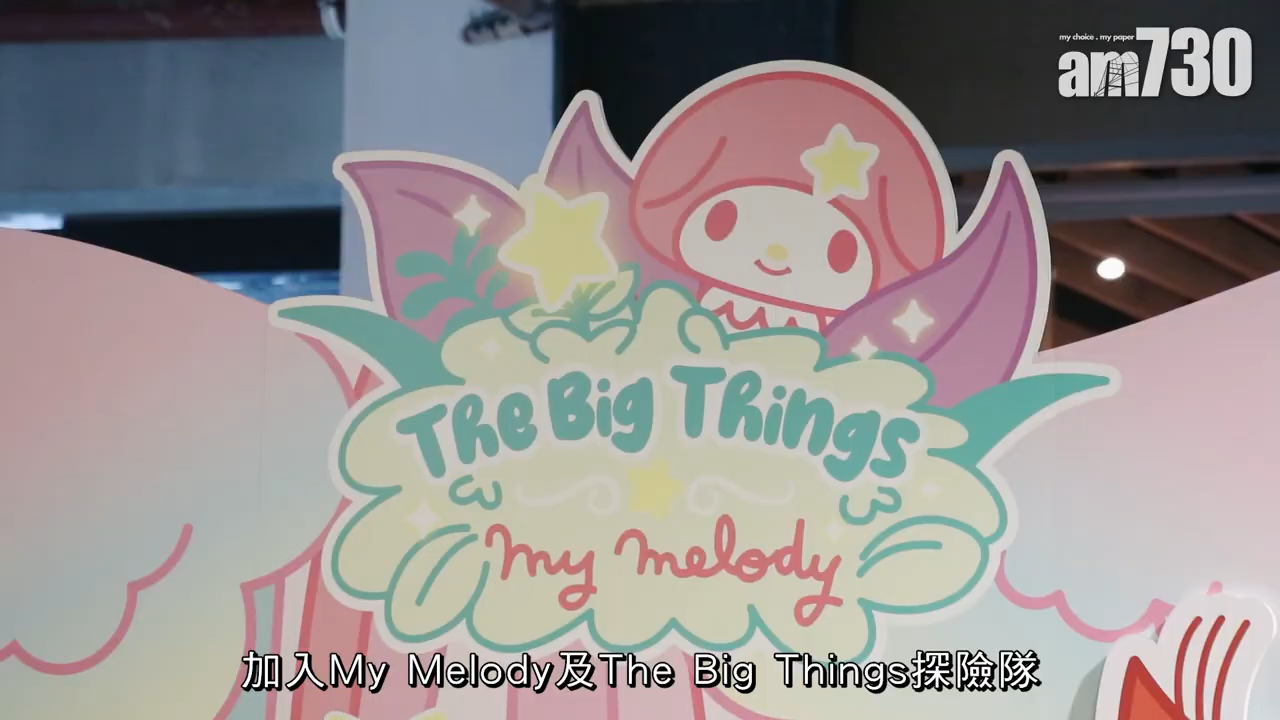 my choice . my paper
am730
The Big Things
my melody
加入My Melody及The Big Things探險隊